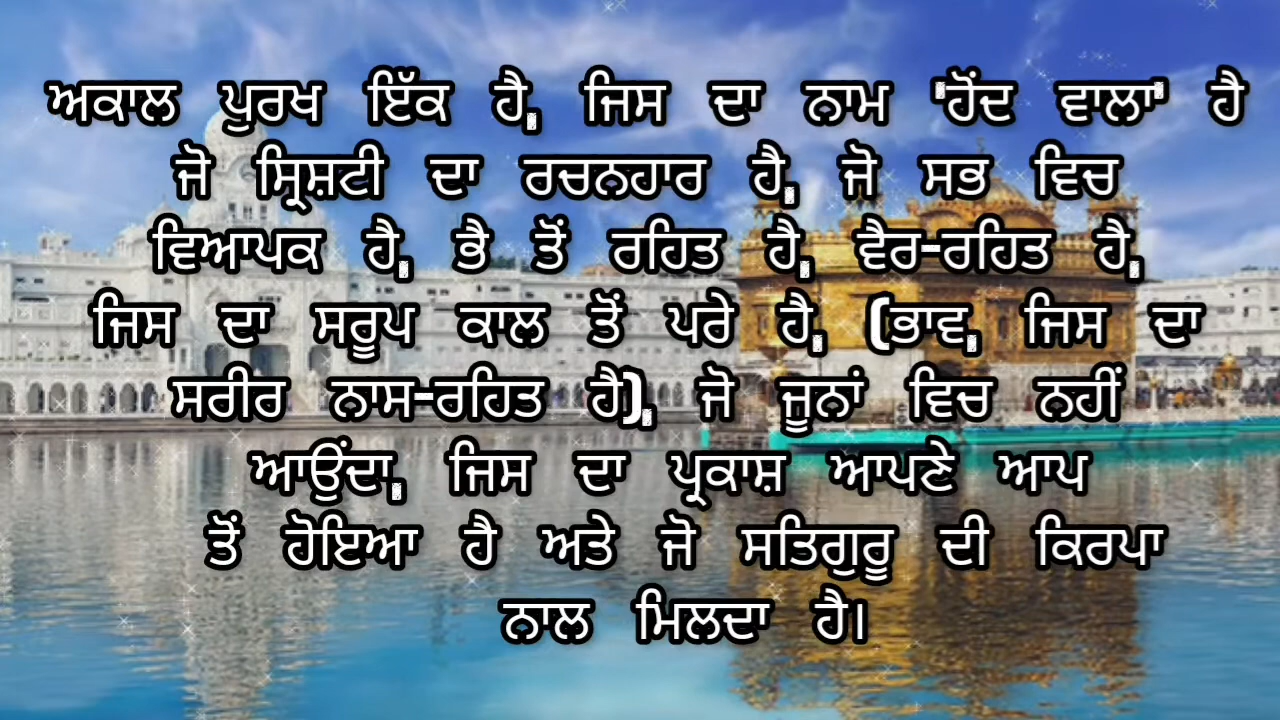 ਅਕਾਲ ਪੁਰਖ ਇੱਕ ਹੈ, ਜਿਸ ਦਾ ਨਾਮ 'ਹੋਂਦ ਵਾਲਾ' ਹੈ
ਜੋ ਸ੍ਰਿਸ਼ਟੀ ਦਾ ਰਚਨਹਾਰ ਹੈ, ਜੋ ਸਭ ਵਿਚ
ਵਿਆਪਕ ਹੈ, ਭੈ ਤੋਂ ਰਹਿਤ ਹੈ, ਵੈਰ-ਰਹਿਤ ਹੈ,
ਜਿਸ ਦਾ ਸਰੂਪ ਕਾਲ ਤੋਂ ਪਰੇ ਹੈ, (ਭਾਵ, ਜਿਸ ਦਾ
ਸਰੀਰ ਨਾਸ-ਰਹਿਤ ਹੈ), ਜੋ ਜੂਨਾਂ ਵਿਚ ਨਹੀਂ
ਆਉਂਦਾ, ਜਿਸ ਦਾ ਪ੍ਰਕਾਸ਼ ਆਪਣੇ ਆਪ
ਤੋਂ ਹੋਇਆ ਹੈ ਅਤੇ ਜੋ ਸਤਿਗੁਰੂ ਦੀ ਕਿਰਪਾ
ਨਾਲ ਮਿਲਦਾ ਹੈ।